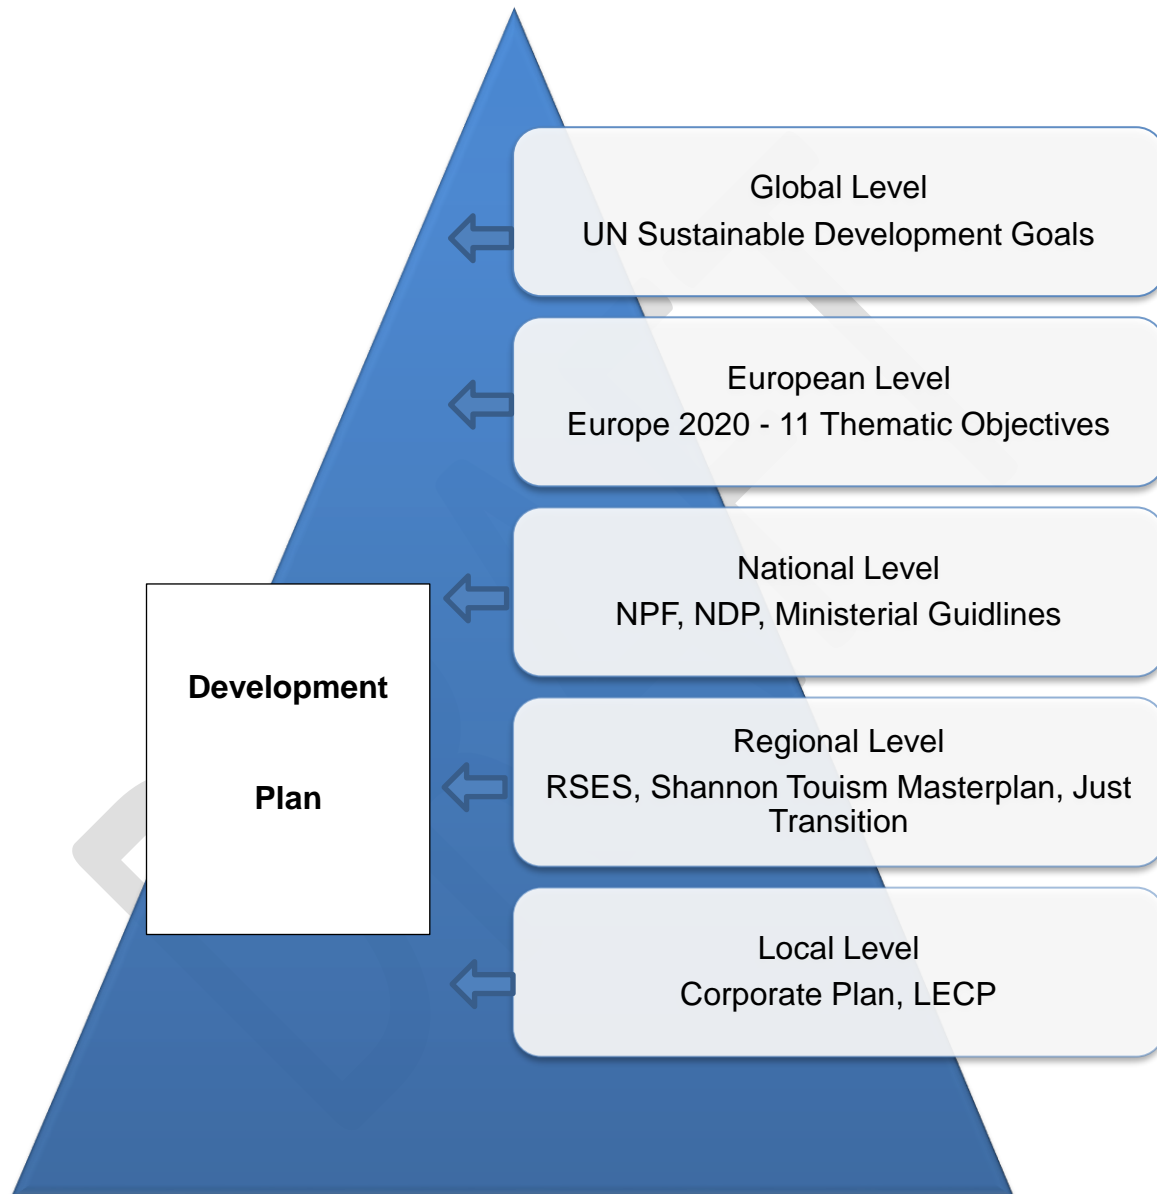 Global Level
UN Sustainable Development Goals
European Level
Europe 2020 - 11 Thematic Objectives
National Level
NPF, NDP, Ministerial Guidlines
Development
Plan
Regional Level
RSES, Shannon Touism Masterplan, Just
Transition
Local Level
Corporate Plan, LECP
DRAFT